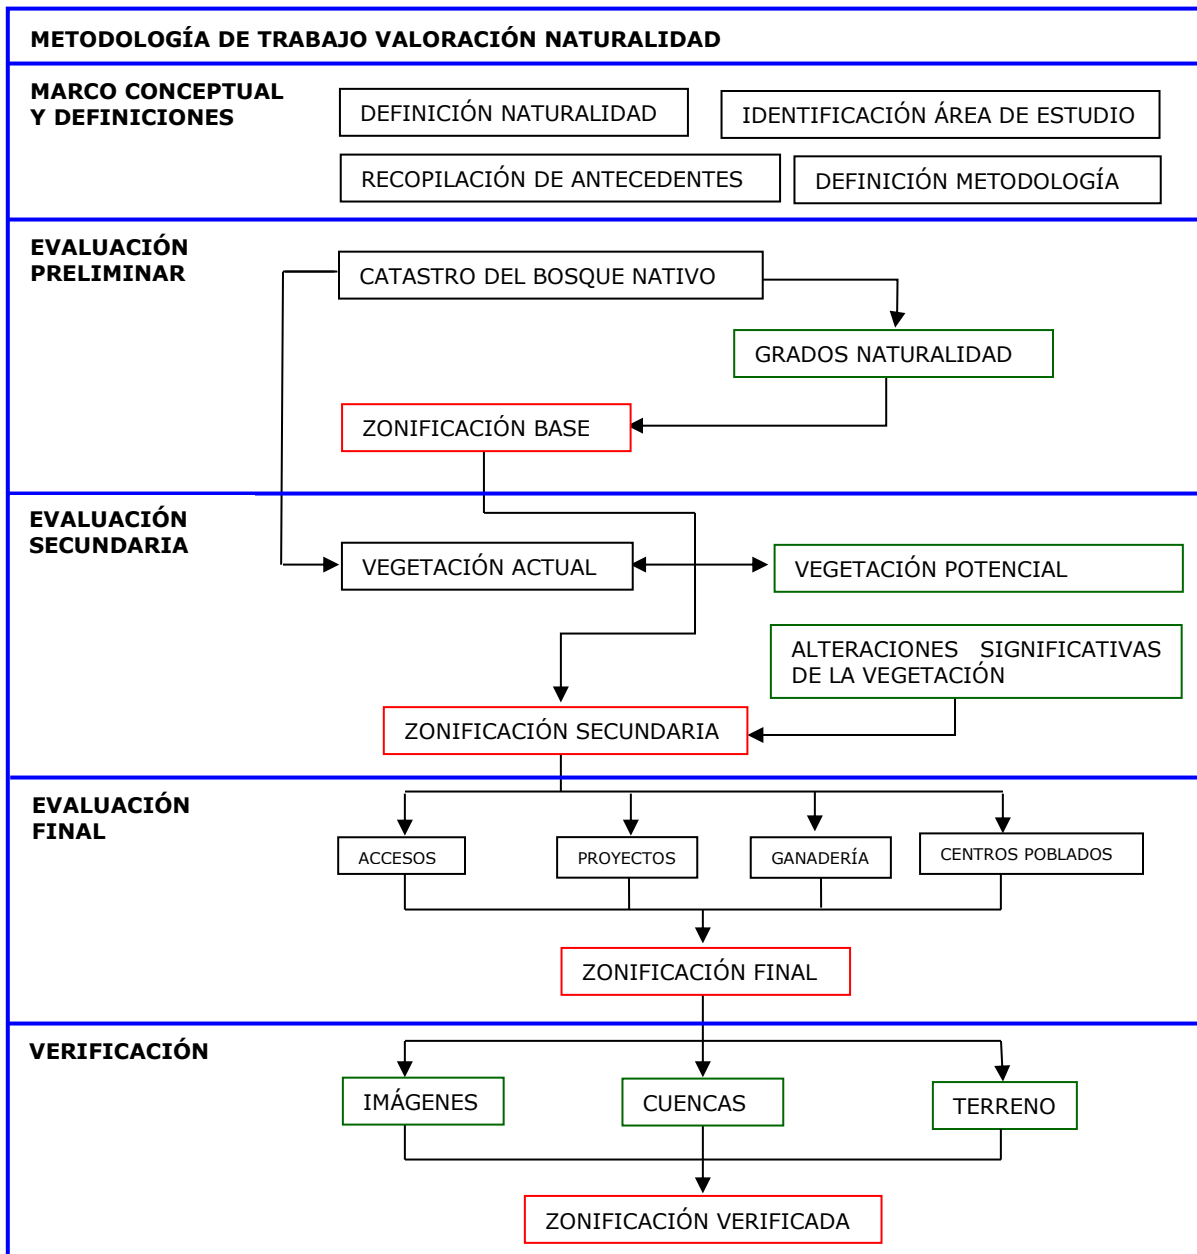 METODOLOGÍA DE TRABAJO VALORACIÓN NATURALIDAD
MARCO CONCEPTUAL
Y DEFINICIONES
DEFINICIÓN NATURALIDAD
IDENTIFICACIÓN ÁREA DE ESTUDIO
RECOPILACIÓN DE ANTECEDENTES
DEFINICIÓN METODOLOGÍA
EVALUACIÓN
PRELIMINAR
CATASTRO DEL BOSQUE NATIVO
GRADOS NATURALIDAD
ZONIFICACIÓN BASE
EVALUACIÓN
SECUNDARIA
VEGETACIÓN ACTUAL
VEGETACIÓN POTENCIAL
ALTERACIONES SIGNIFICATIVAS
DE LA VEGETACIÓN
ZONIFICACIÓN SECUNDARIA
EVALUACIÓN
FINAL
ACCESOS
PROYECTOS
GANADERÍA
CENTROS POBLADOS
ZONIFICACIÓN FINAL
VERIFICACIÓN
IMÁGENES
CUENCAS
TERRENO
ZONIFICACIÓN VERIFICADA